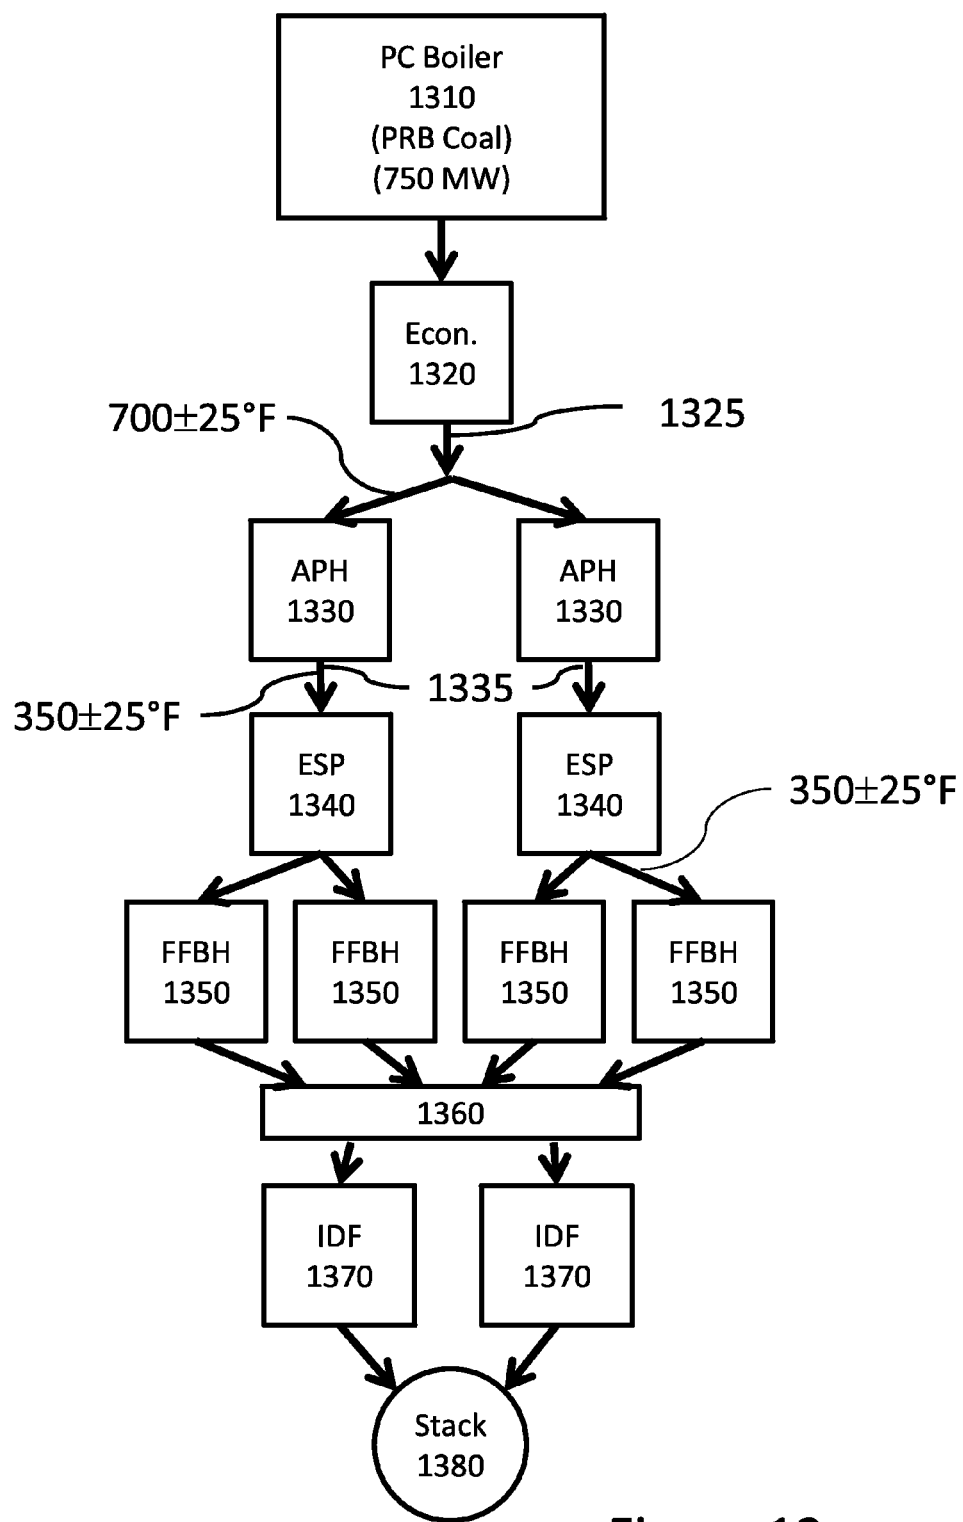 PC Boiler
1310
(PRB Coal)
(750 MW)
Econ.
1320
700±25°F
1325
APH
1330
APH
1330
1335
350±25°F
ESP
1340
ESP
1340
350±25°F
FFBH
1350
FFBH
1350
FFBH
1350
FFBH
1350
1360
IDF
1370
IDF
1370
Stack
1380